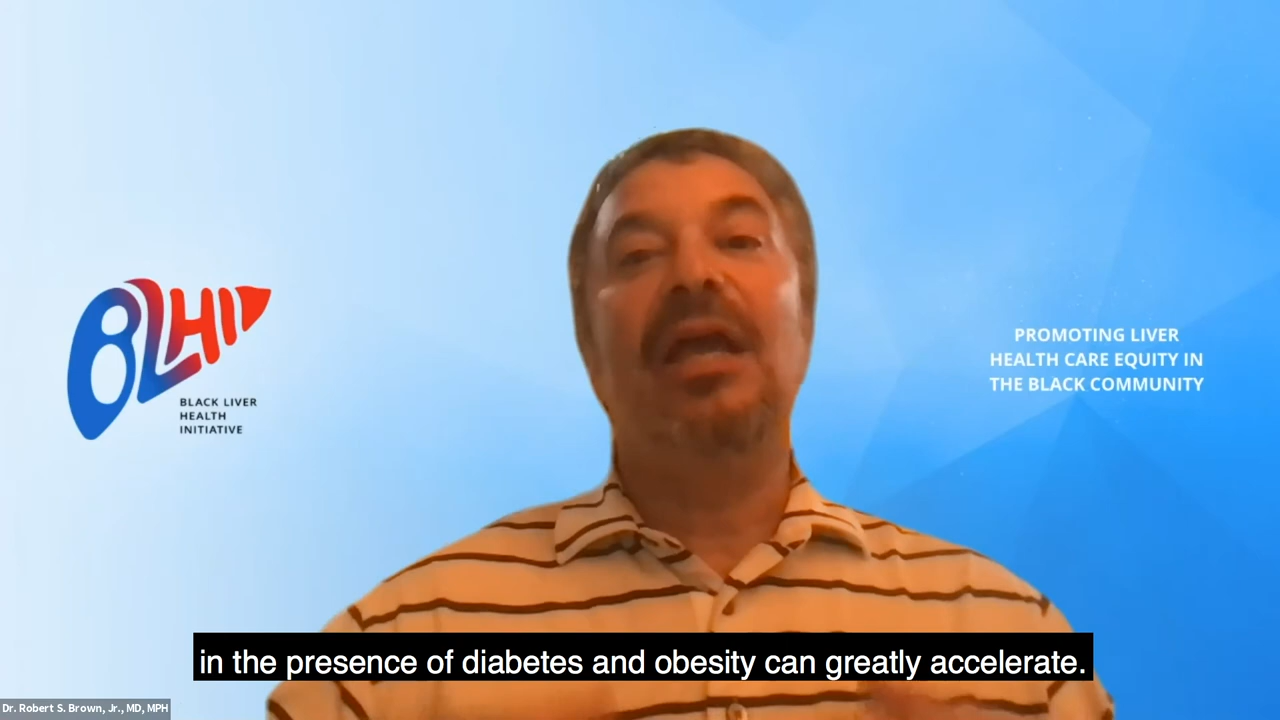 BLHI
BLACK LIVER
HEALTH
INITIATIVE
PROMOTING LIVER
HEALTH CARE EQUITY IN
THE BLACK COMMUNITY
in the presence of diabetes and obesity can greatly accelerate.
Dr. Robert S. Brown, Jr., MD, MPH